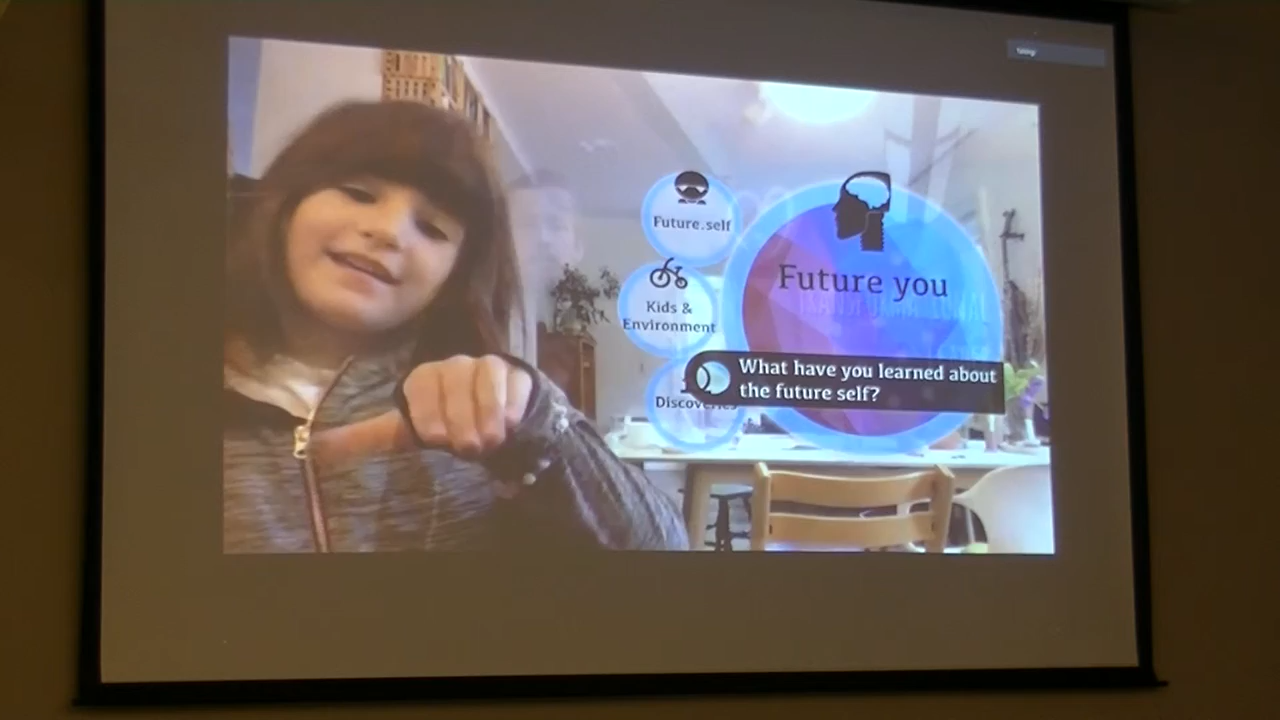 Future.self
Kids &
Environment
Discoveries
Future you
What have you learned about
the future self?